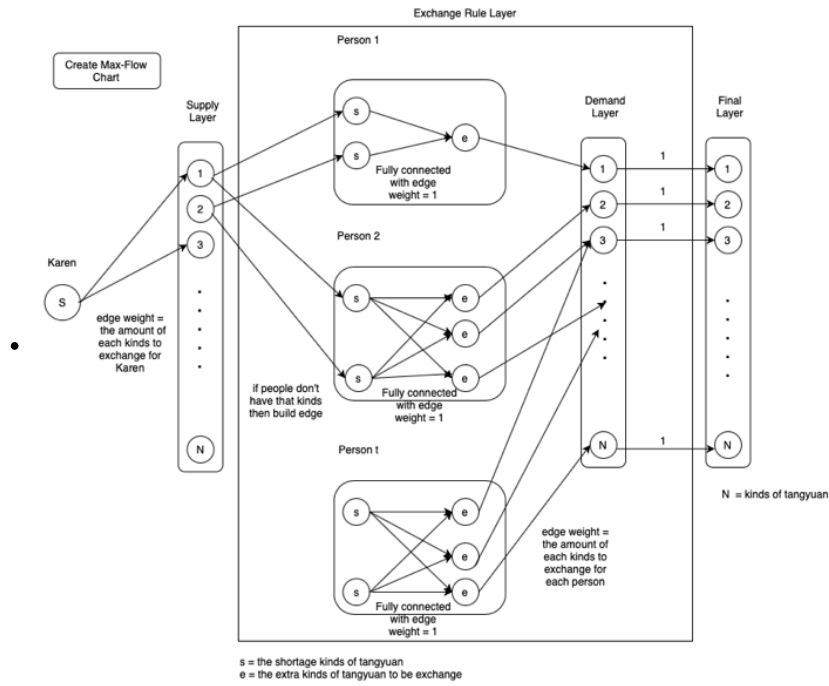 Exchange Rule Layer
Create Max-Flow
Chart
Supply
Layer
Person 1
Demand
Layer
Final
Layer
s
s
e
Fully connected
with edge
weight = 1
1
2
3
N
1
2
3
N
1
1
1
1
1
2
3
N
Karen
S
edge weight =
the amount of
each kinds to
exchange for
Karen
Person 2
s
s
e
e
e
Fully connected
with edge
weight = 1
if people don't
have that kinds
then build edge
Person t
s
s
e
e
e
Fully connected
with edge
weight = 1
edge weight =
the amount of
each kinds to
exchange for
each person
N = kinds of tangyuan
s = the shortage kinds of tangyuan
e = the extra kinds of tangyuan to be exchange